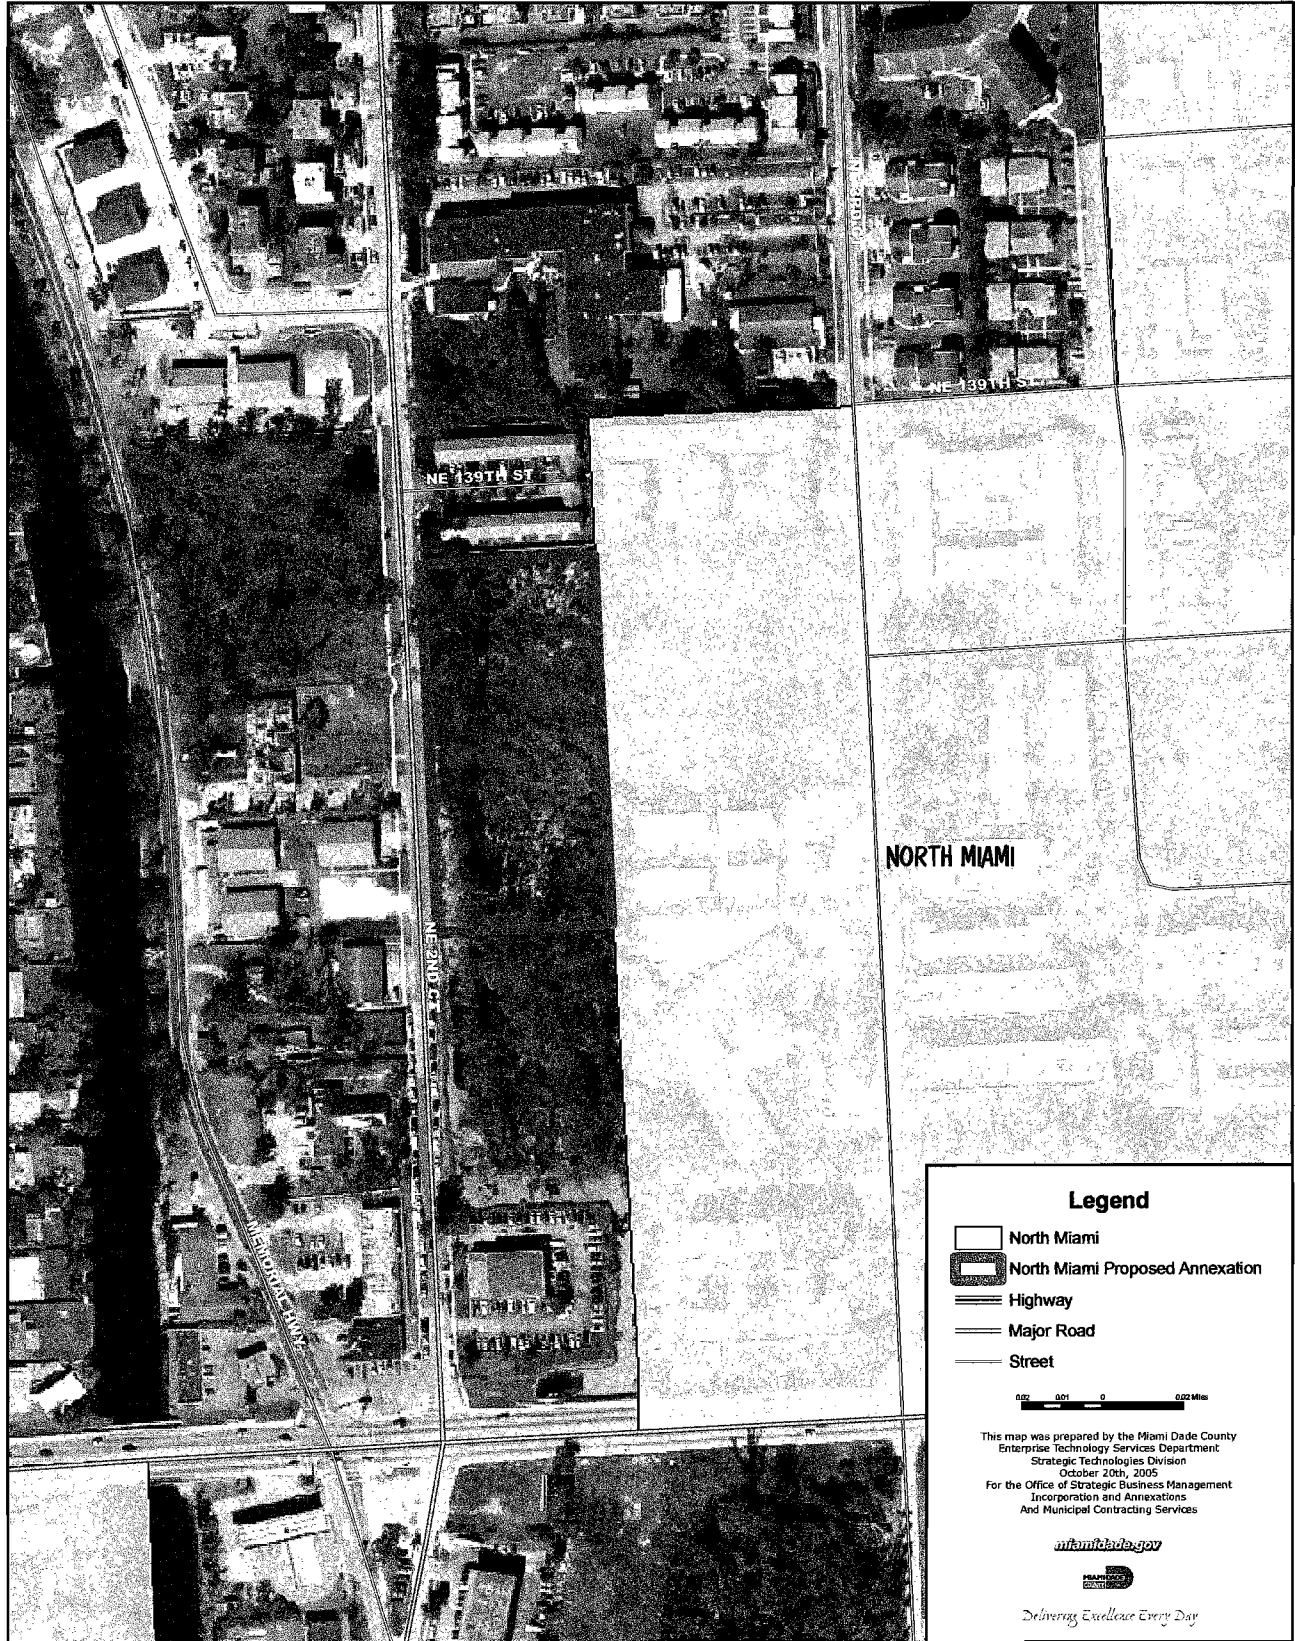 NE 139TH ST
NE 139TH ST
NORTH MIAMI
NE 2ND CT
MEMORIAL HWY
Legend
North Miami
North Miami Proposed Annexation
Highway
Major Road
Street
0.02 0.01 0 0.02 Miles
This map was prepared by the Miami Dade County
Enterprise Technology Services Department
Strategic Technologies Division
October 20th, 2005
For the Office of Strategic Business Management
Incorporation and Annexations
And Municipal Contracting Services
miamidade.gov
MIAMI-DADE
COUNTY
Delivering Excellence Every Day